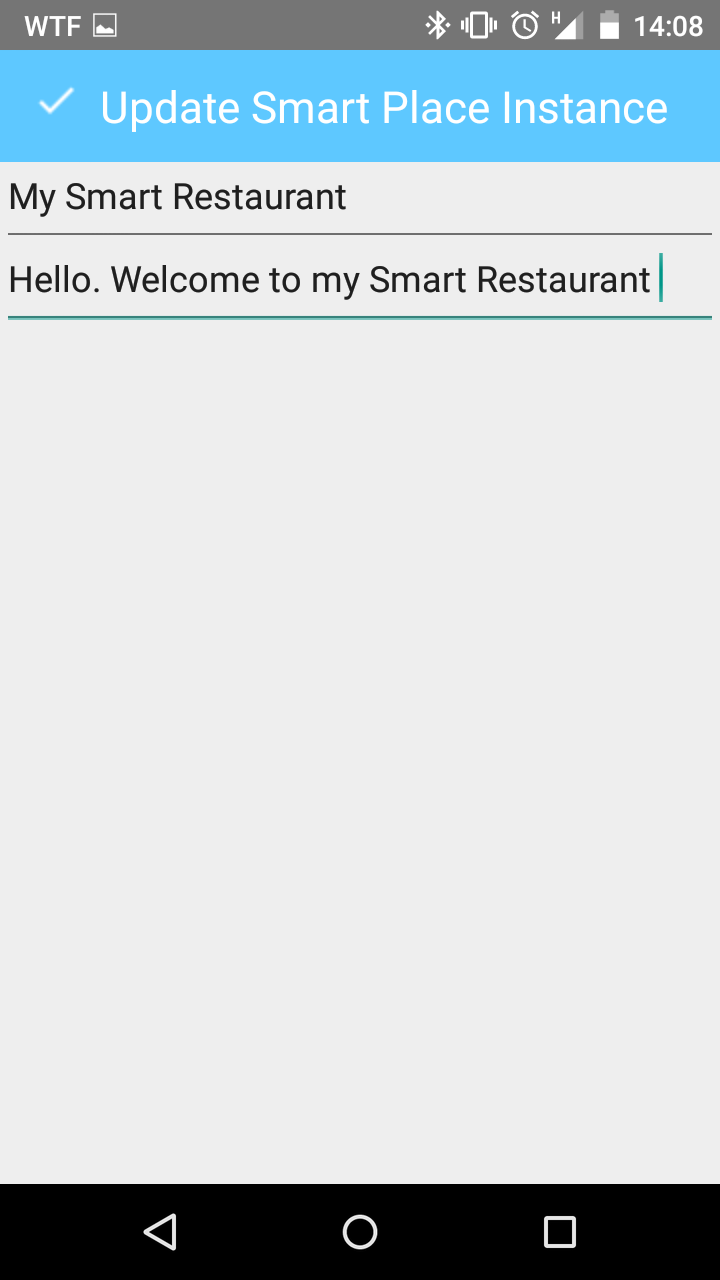 WTF
H
14:08
Update Smart Place Instance
My Smart Restaurant
Hello. Welcome to my Smart Restaurant